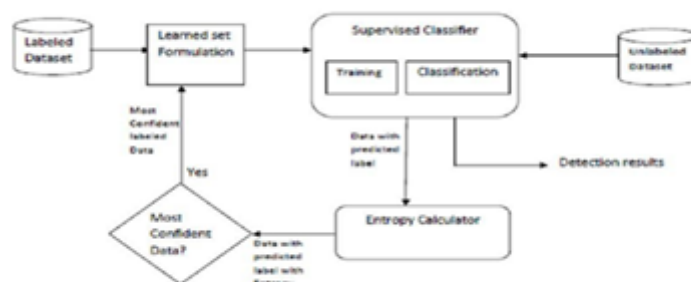 Labeled
Dataset
Learned set
Formulation
Supervised Classifier
Training
Classification
Unlabeled
Dataset
Most
Confident
labeled
Data
Data with
predicted
label
Detection results
Yes
Most
Confident
Data?
Entropy Calculator
Data with
predicted
label with